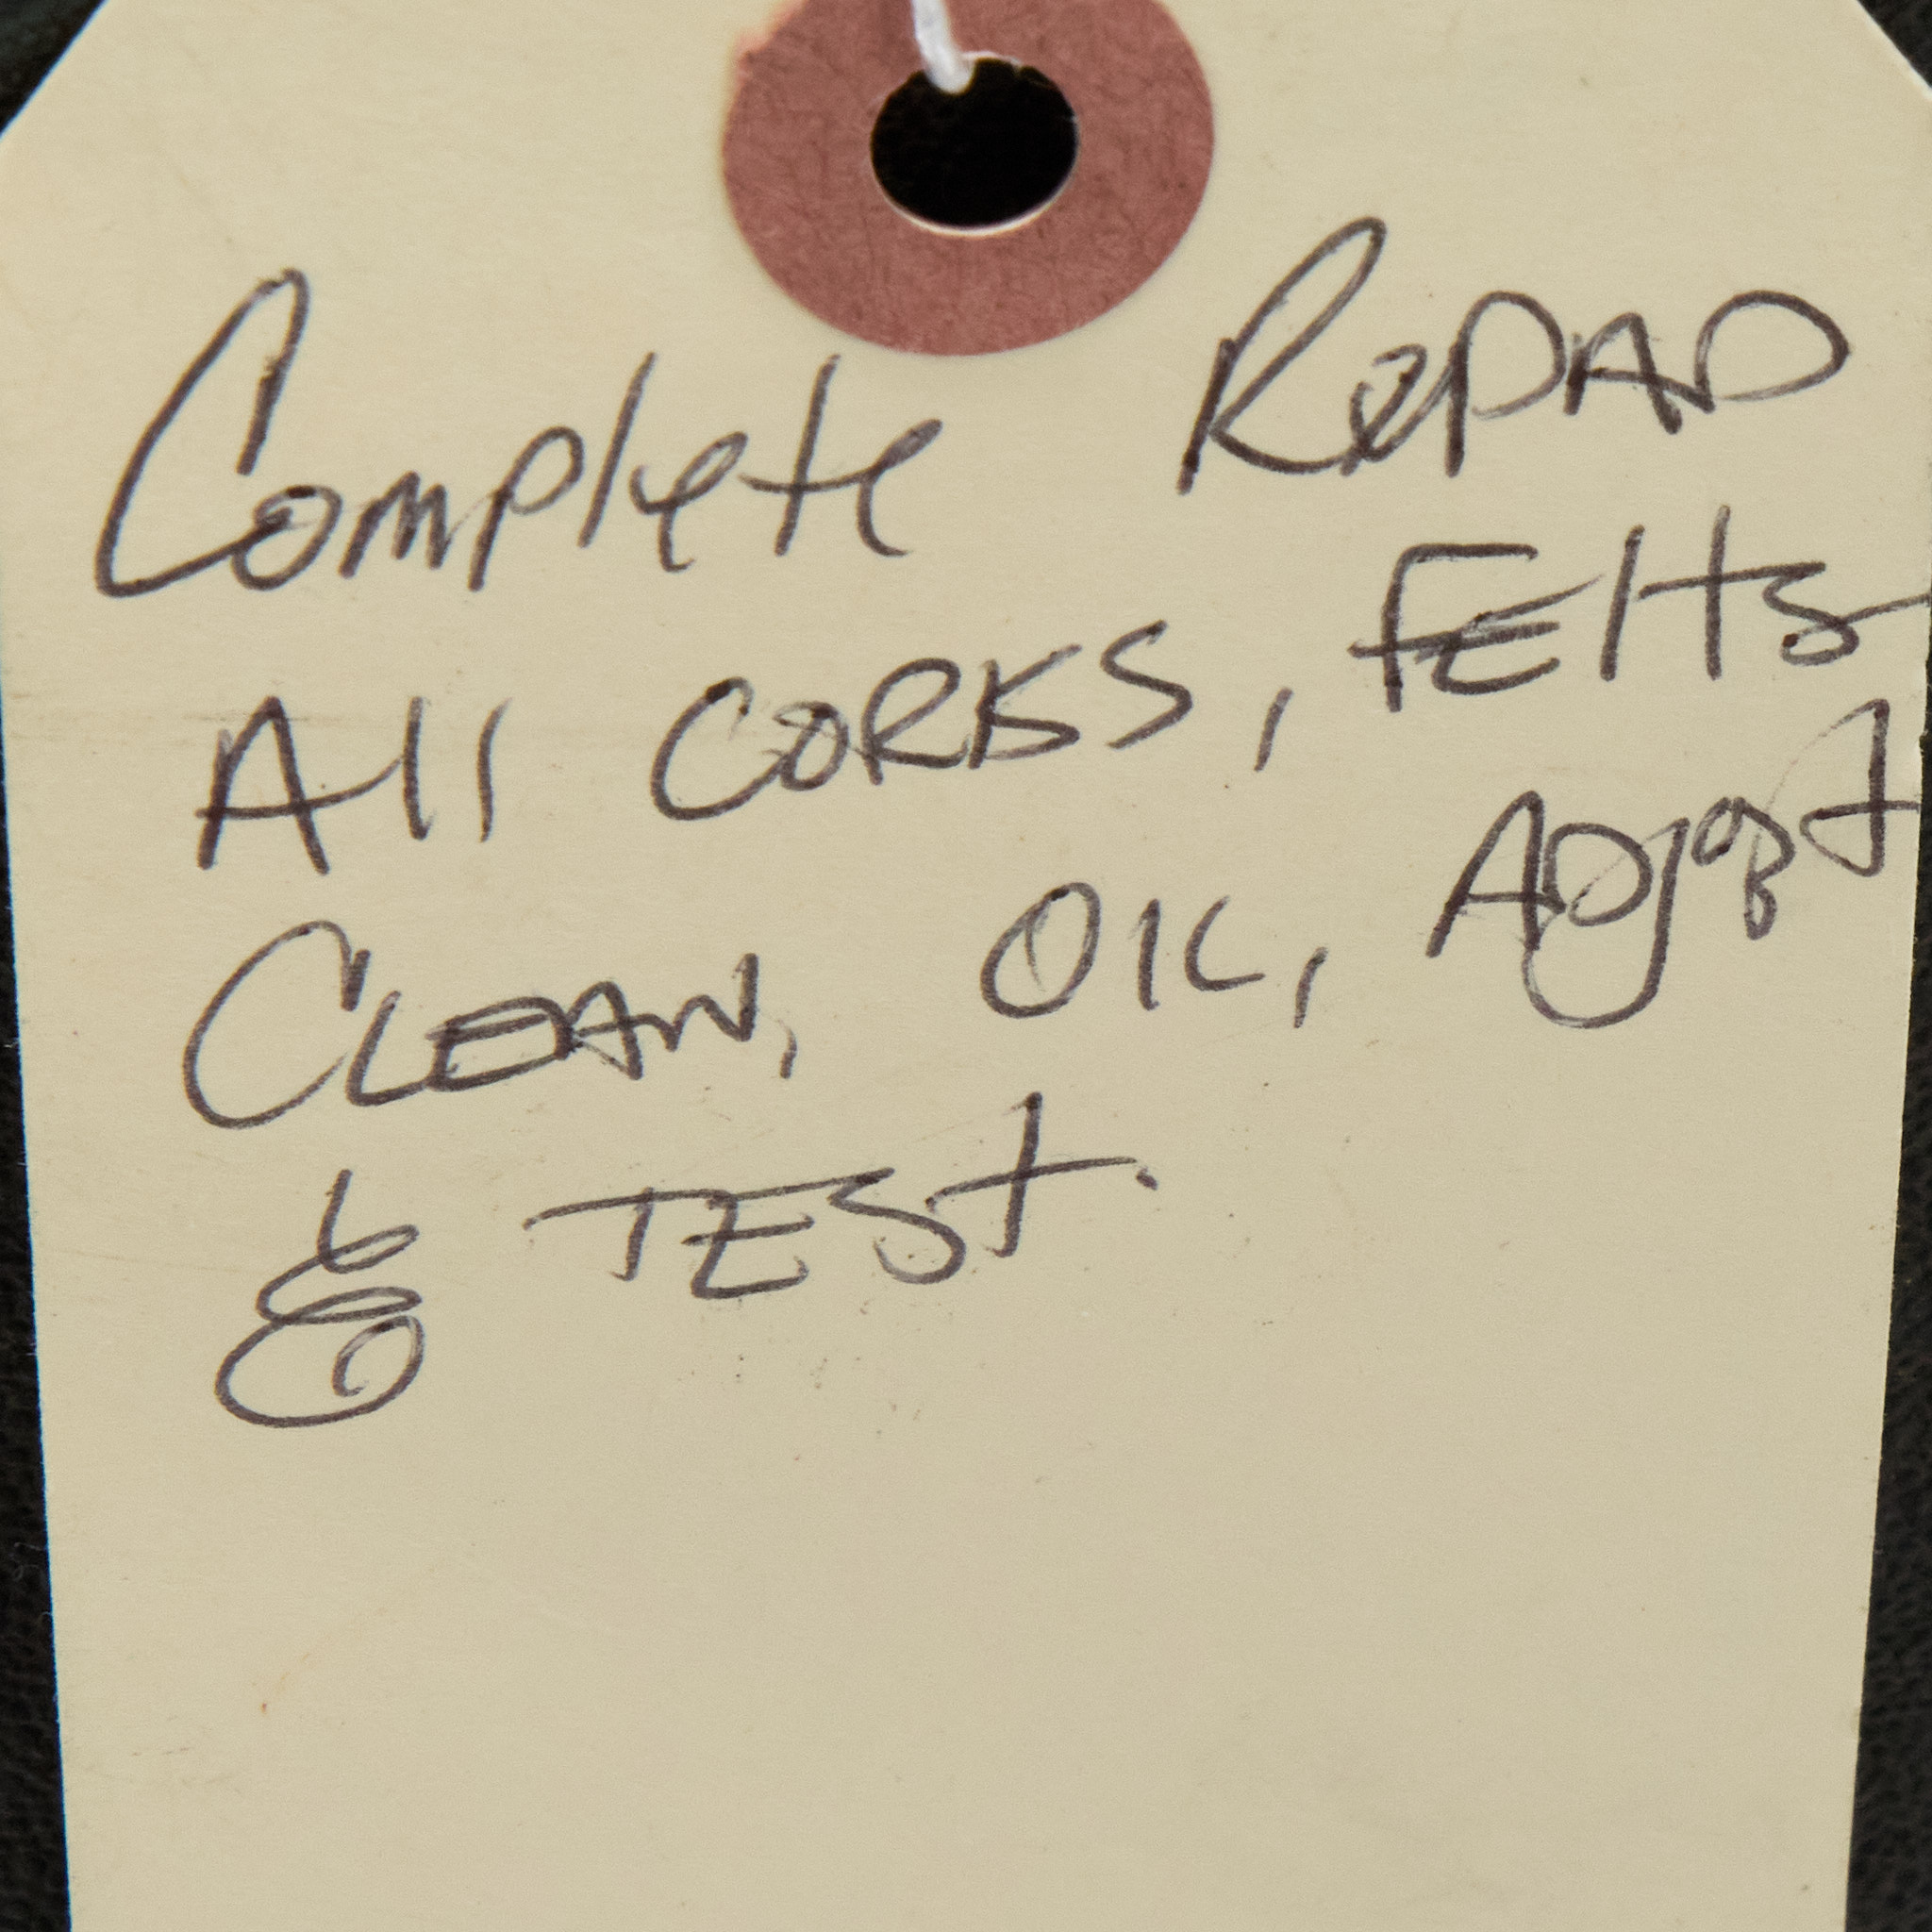 Complete RePAD
All CORKS, FEltS
CLEAN, OIL, ADjust
& TESt.